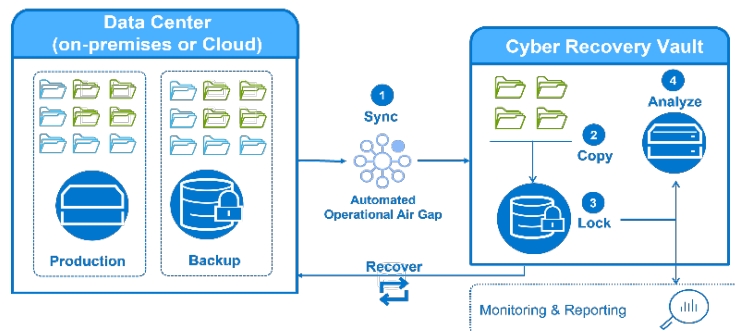 Data Center
(on-premises or Cloud)
Production
Backup
1
Sync
Automated
Operational Air Gap
Recover
Cyber Recovery Vault
2
Copy
3
Lock
4
Analyze
Monitoring & Reporting